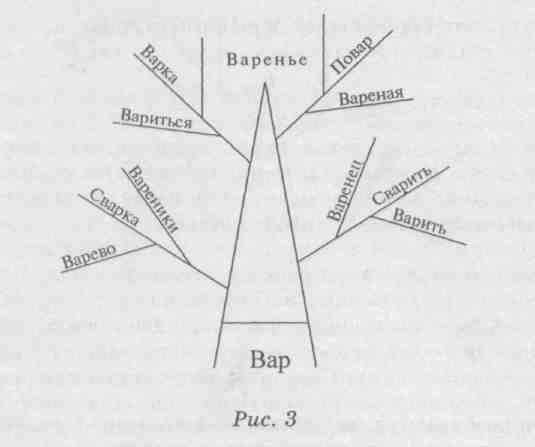 Варенье
Варка
Повар
Вареная
Вариться
Вареники
Варенец
Сварить
Сварка
Варить
Варево
Вар
Рис. 3